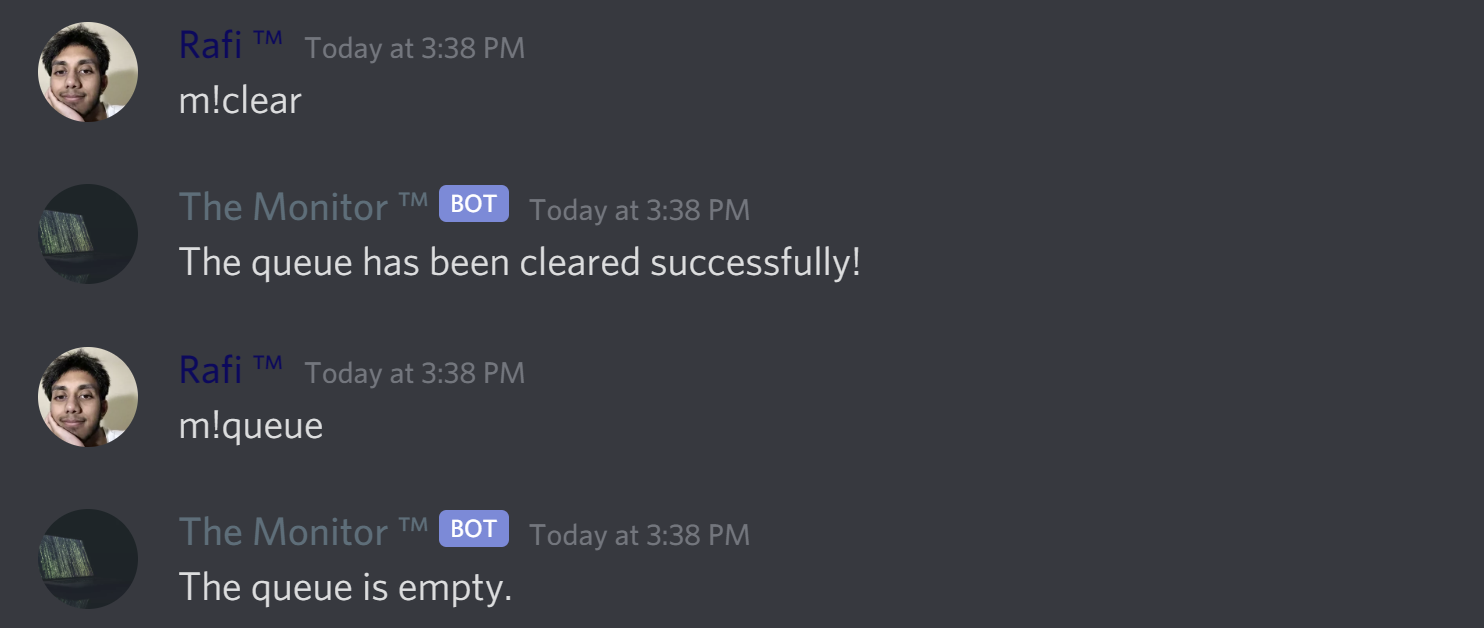 Rafi ™ Today at 3:38 PM
m!clear
The Monitor ™ BOT Today at 3:38 PM
The queue has been cleared successfully!
Rafi ™ Today at 3:38 PM
m!queue
The Monitor ™ BOT Today at 3:38 PM
The queue is empty.